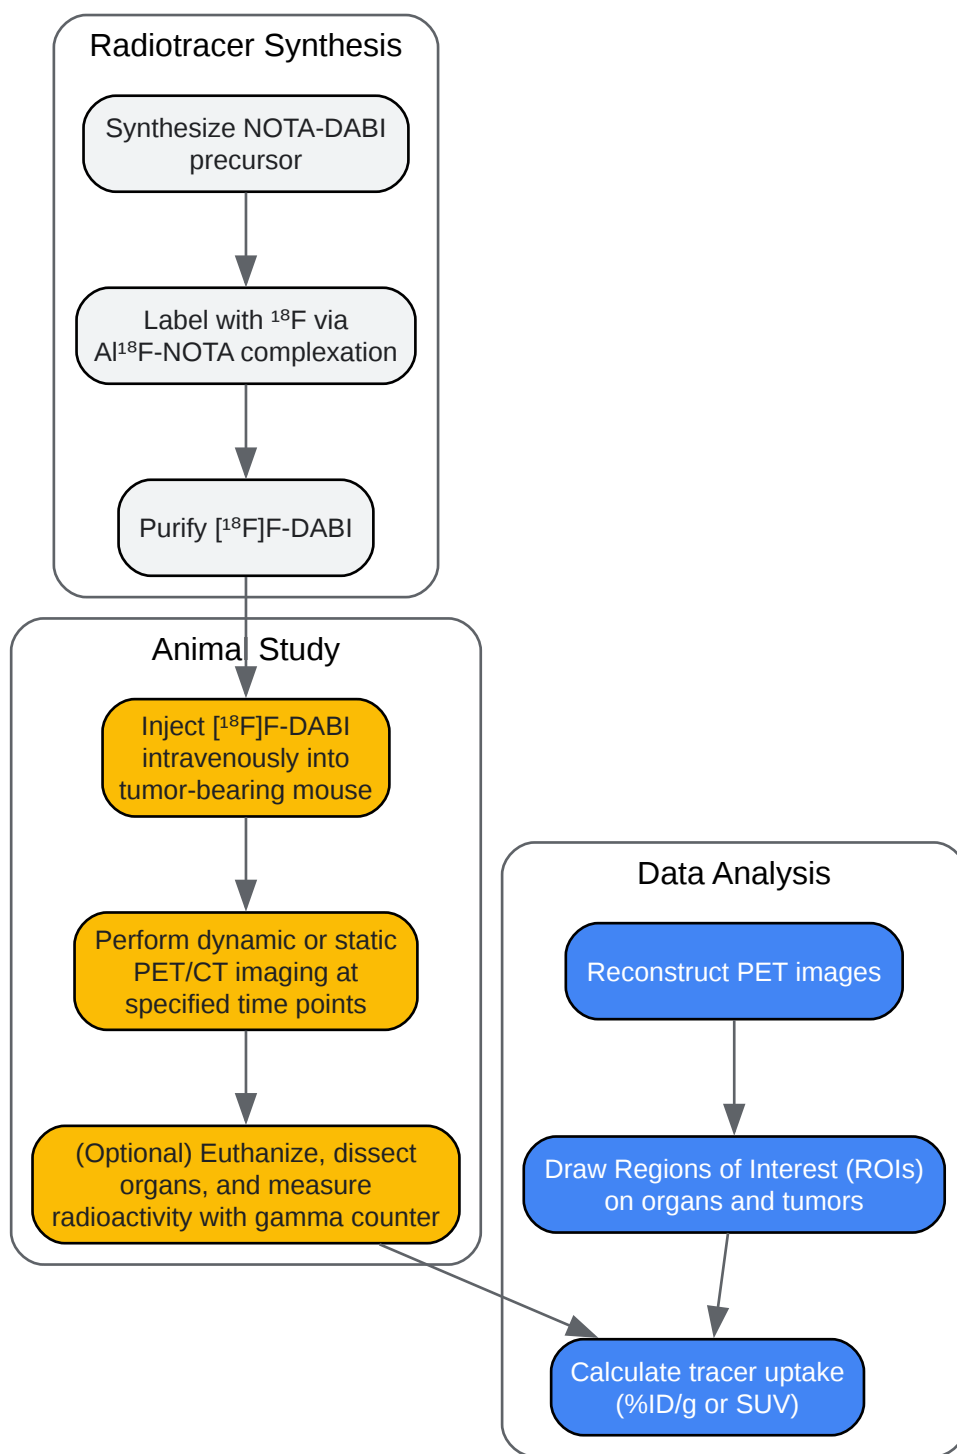 Radiotracer Synthesis
Synthesize NOTA-DABI
precursor
Label with ¹⁸F via
Al¹⁸F-NOTA complexation
Purify [¹⁸F]F-DABI
Animal Study
Inject [¹⁸F]F-DABI
intravenously into
tumor-bearing mouse
Perform dynamic or static
PET/CT imaging at
specified time points
(Optional) Euthanize, dissect
organs, and measure
radioactivity with gamma counter
Data Analysis
Reconstruct PET images
Draw Regions of Interest (ROIs)
on organs and tumors
Calculate tracer uptake
(%ID/g or SUV)